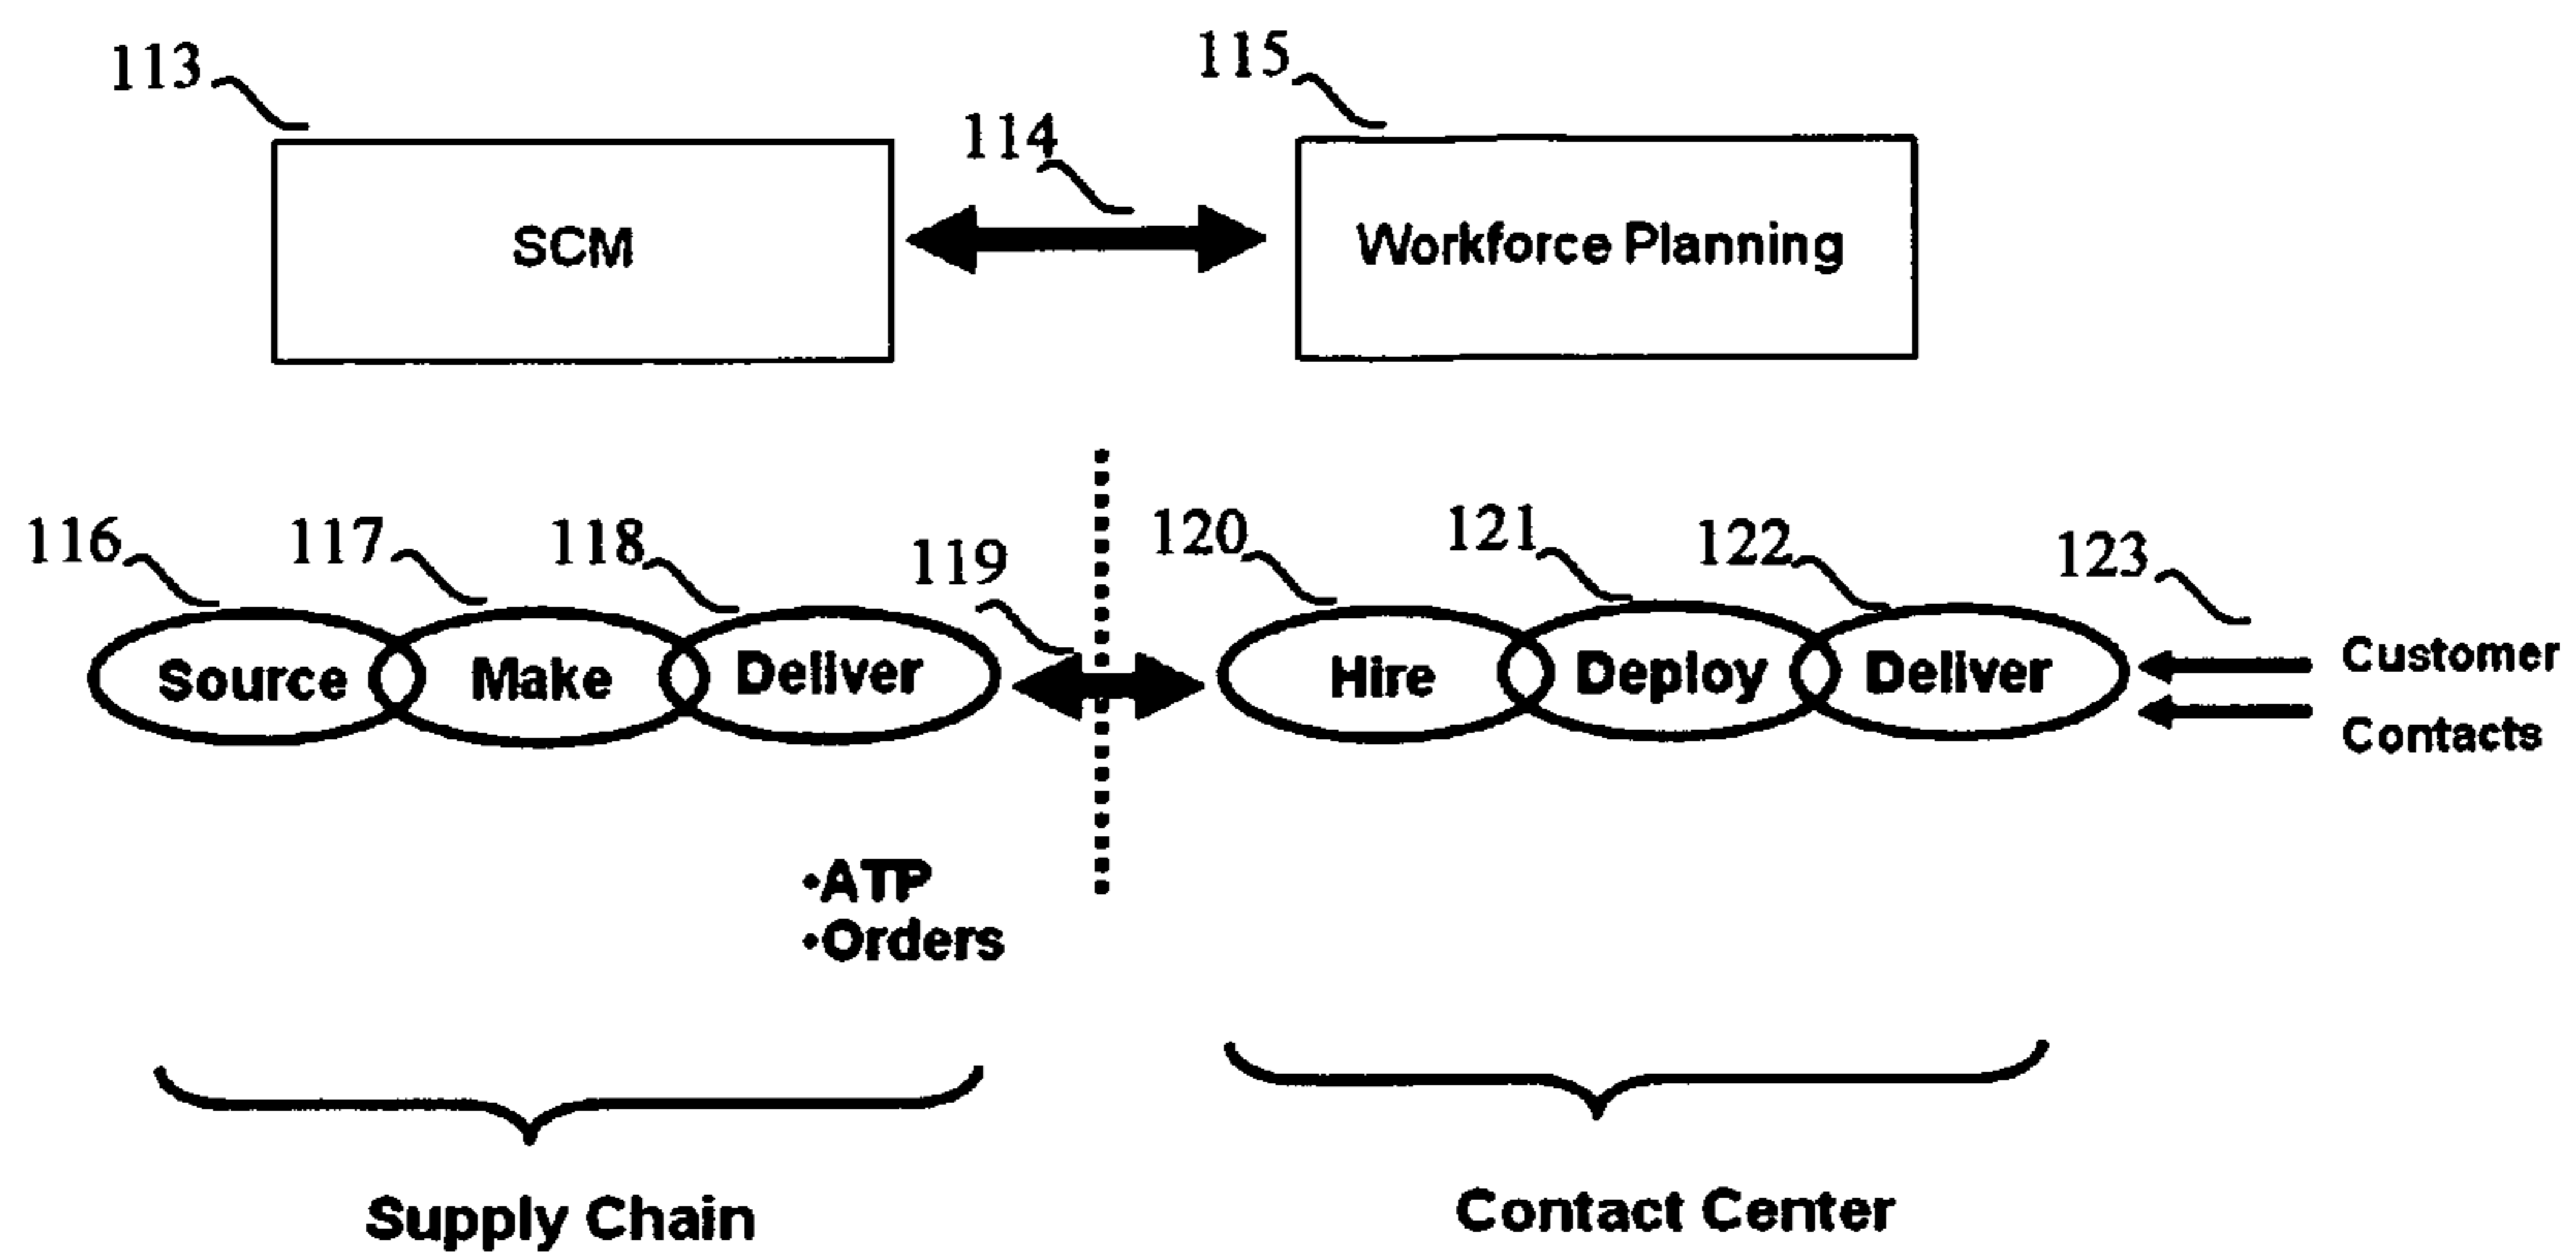 113
115
114
SCM
Workforce Planning
116
117
118
119
120
121
122
123
Source
Make
Deliver
Hire
Deploy
Deliver
Customer
Contacts
•ATP
•Orders
Supply Chain
Contact Center